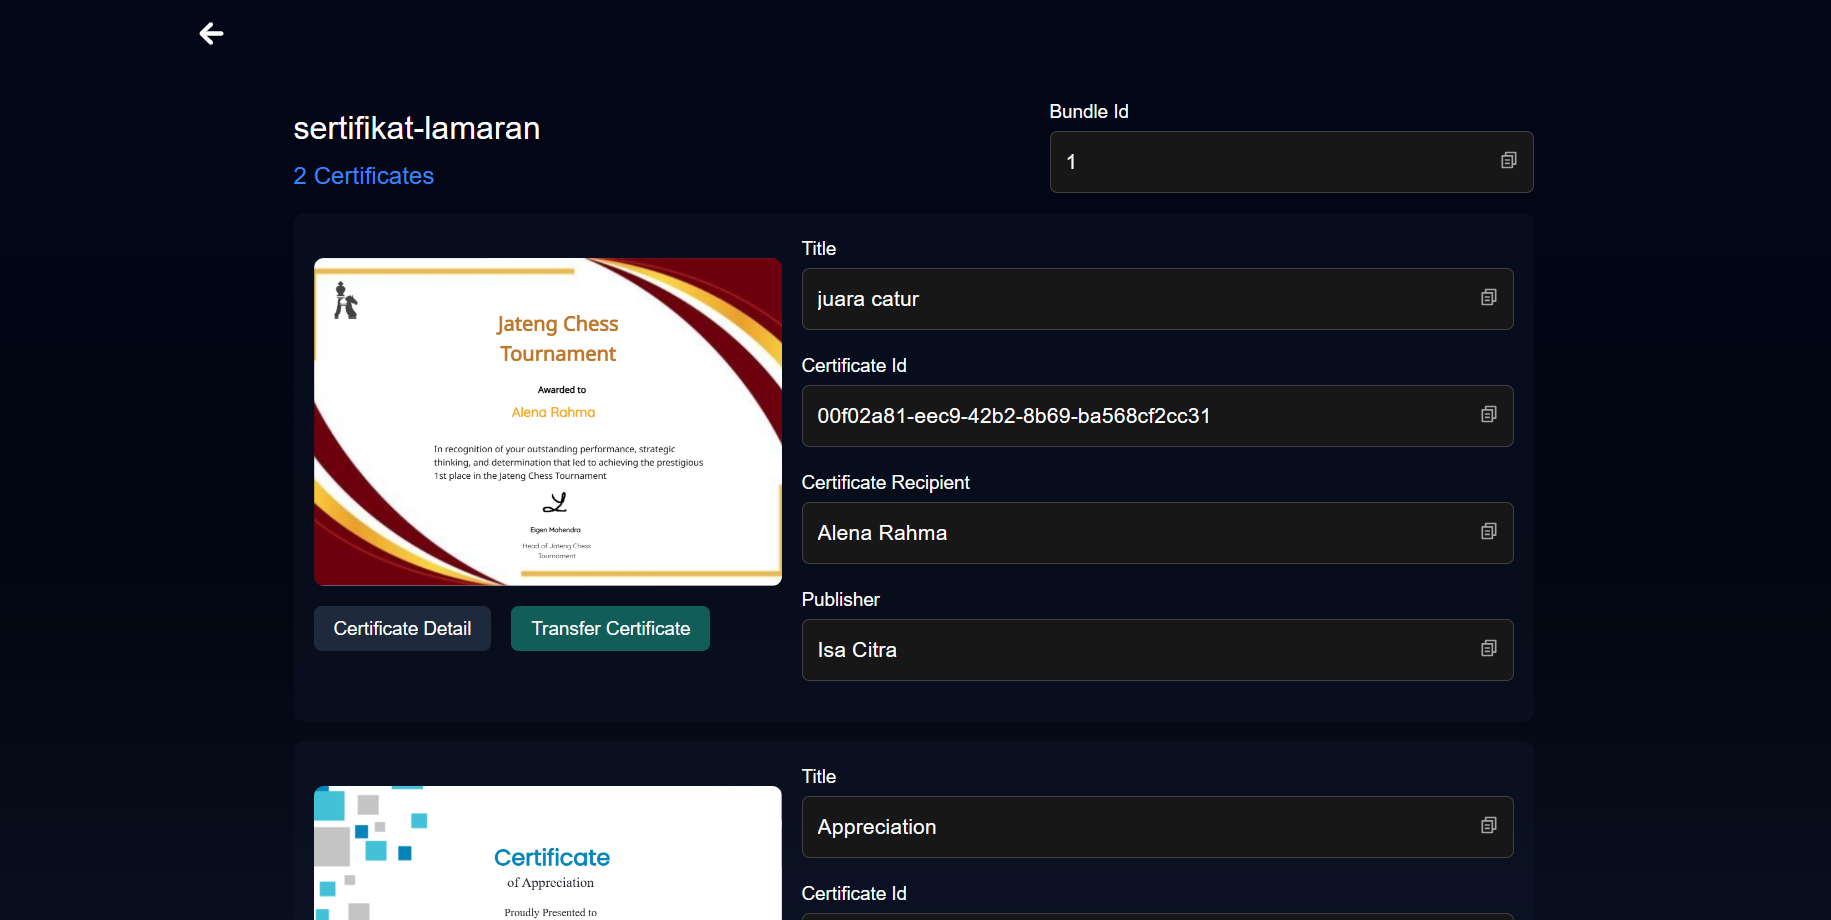 sertifikat-lamaran
2 Certificates
Bundle Id
1
Jateng Chess
Tournament
Awarded to
Alena Rahma
In recognition of your outstanding performance, strategic
thinking, and determination that led to achieving the prestigious
1st place in the Jateng Chess Tournament
Eigen Mahendra
Head of Jateng Chess
Tournament
Certificate Detail
Transfer Certificate
Title
juara catur
Certificate Id
00f02a81-eec9-42b2-8b69-ba568cf2cc31
Certificate Recipient
Alena Rahma
Publisher
Isa Citra
Certificate
of Appreciation
Proudly Presented to
Title
Appreciation
Certificate Id